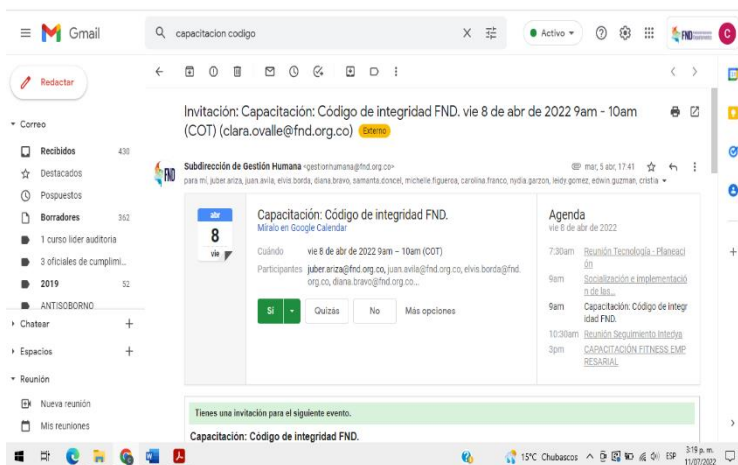 Gmail
capacitacion codigo
Activo
FND
C
Redactar
Correo
Recibidos 430
Destacados
Pospuestos
Borradores 362
1 curso lider auditoria
3 oficiales de cumplimi...
2019 52
ANTISOBORNO
Chatear
Espacios
Reunión
Nueva reunión
Mis reuniones
Invitación: Capacitación: Código de integridad FND. vie 8 de abr de 2022 9am - 10am
(COT) (clara.ovalle@fnd.org.co) Externo
FND
Subdirección de Gestión Humana <gestionhumana@fnd.org.co> mar, 5 abr, 17:41
para mí, juber.ariza, juan.avila, elvis.borda, diana.bravo, samanta.doncel, michelle.figueroa, carolina.franco, nydia.garzon, leidy.gomez, edwin.guzman, cristia
abr
8
vie
Capacitación: Código de integridad FND.
Míralo en Google Calendar
Cuándo vie 8 de abr de 2022 9am – 10am (COT)
Participantes juber.ariza@fnd.org.co, juan.avila@fnd.org.co, elvis.borda@fnd.
org.co, diana.bravo@fnd.org.co...
Sí Quizás No Más opciones
Agenda
vie 8 de abr de 2022
7:30am Reunión Tecnología - Planeaci
ón
9am Socialización e implementació
n de las...
9am Capacitación: Código de integr
idad FND.
10:30am Reunión Seguimiento Intedya
3pm CAPACITACIÓN FITNESS EMP
RESARIAL
Tienes una invitación para el siguiente evento.
Capacitación: Código de integridad FND.
15°C Chubascos ESP 3:19 p. m.
11/07/2022